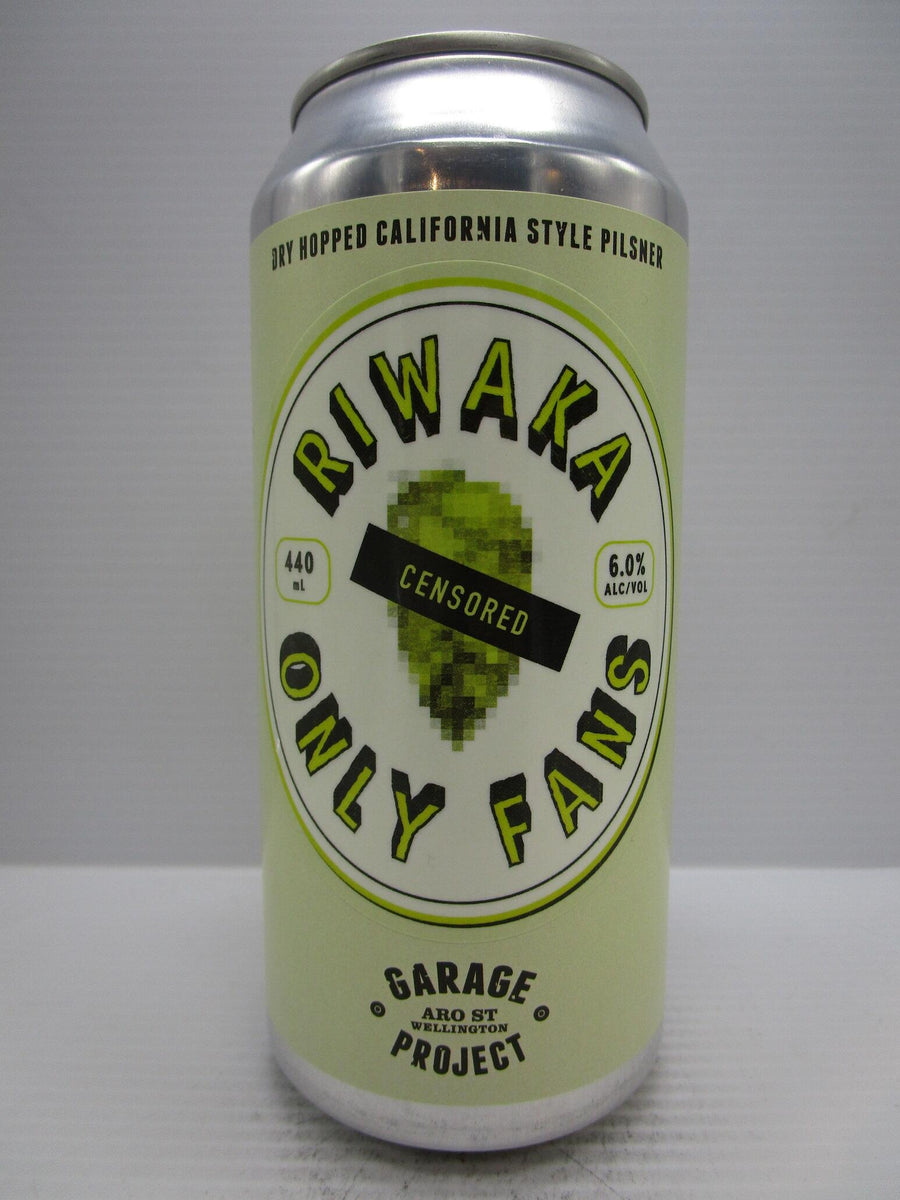 DRY HOPPED CALIFORNIA STYLE PILSNER
RIWAKA
440
mL
CENSORED
6.0%
ALC/VOL
ONLY FANS
GARAGE
ARO ST
WELLINGTON
PROJECT